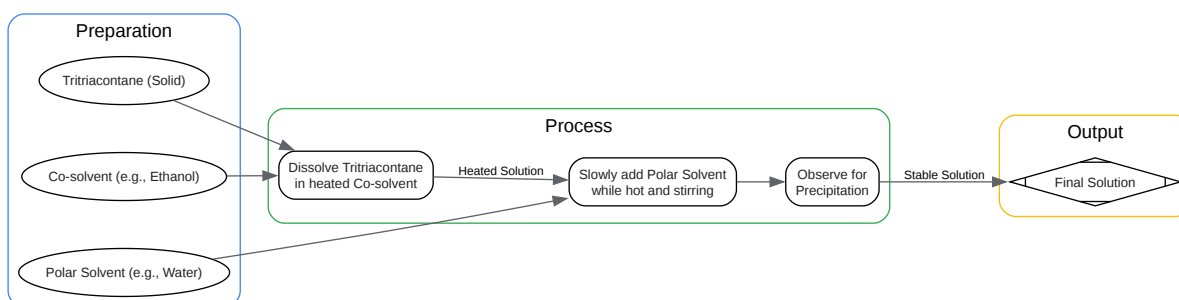 Preparation
Tritriacontane (Solid)
Co-solvent (e.g., Ethanol)
Polar Solvent (e.g., Water)
Process
Dissolve Tritriacontane
in heated Co-solvent
Heated Solution
Slowly add Polar Solvent
while hot and stirring
Observe for
Precipitation
Stable Solution
Output
Final Solution